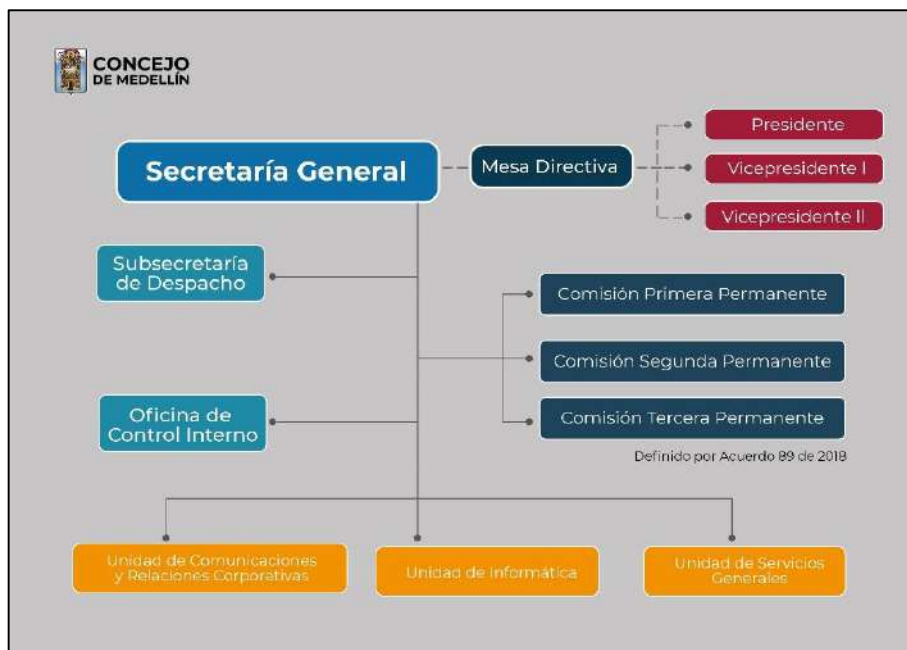 CONCEJO
DE MEDELLÍN
Secretaría General
Mesa Directiva
Presidente
Vicepresidente I
Vicepresidente II
Subsecretaría
de Despacho
Comisión Primera Permanente
Comisión Segunda Permanente
Oficina de
Control Interno
Comisión Tercera Permanente
Definido por Acuerdo 89 de 2018
Unidad de Comunicaciones
y Relaciones Corporativas
Unidad de Informática
Unidad de Servicios
Generales